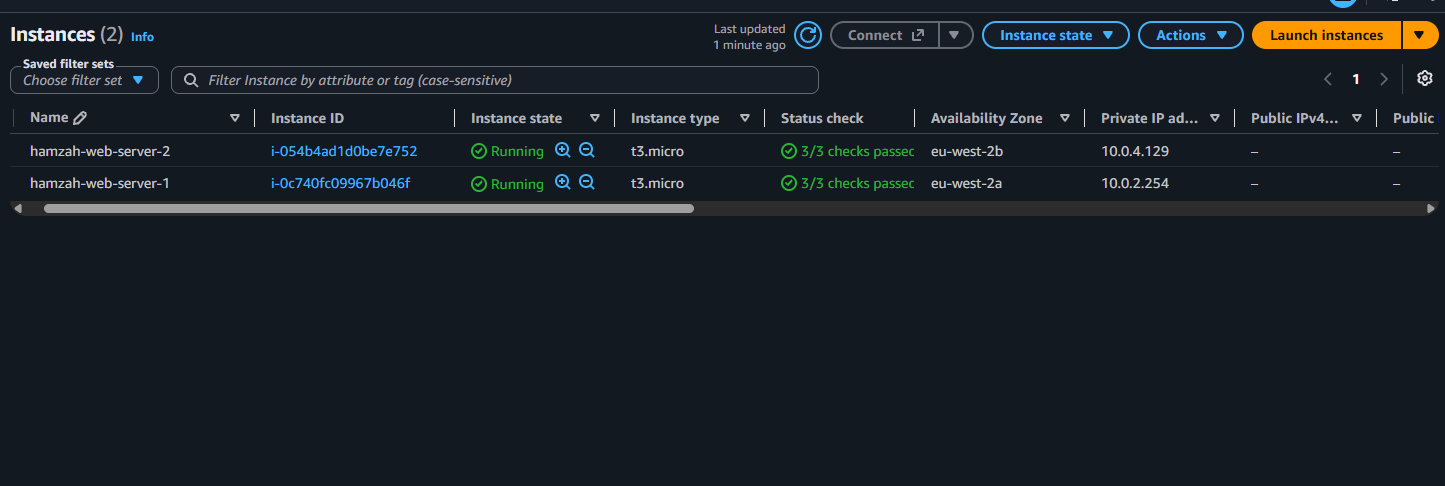 Instances (2) Info
Last updated
1 minute ago
Connect
Instance state
Actions
Launch instances
Saved filter sets
Choose filter set
Filter Instance by attribute or tag (case-sensitive)
1
Name Instance ID Instance state Instance type Status check Availability Zone Private IP ad... Public IPv4... Public
hamzah-web-server-2 i-054b4ad1d0be7e752 Running t3.micro 3/3 checks passec eu-west-2b 10.0.4.129 – –
hamzah-web-server-1 i-0c740fc09967b046f Running t3.micro 3/3 checks passec eu-west-2a 10.0.2.254 – –